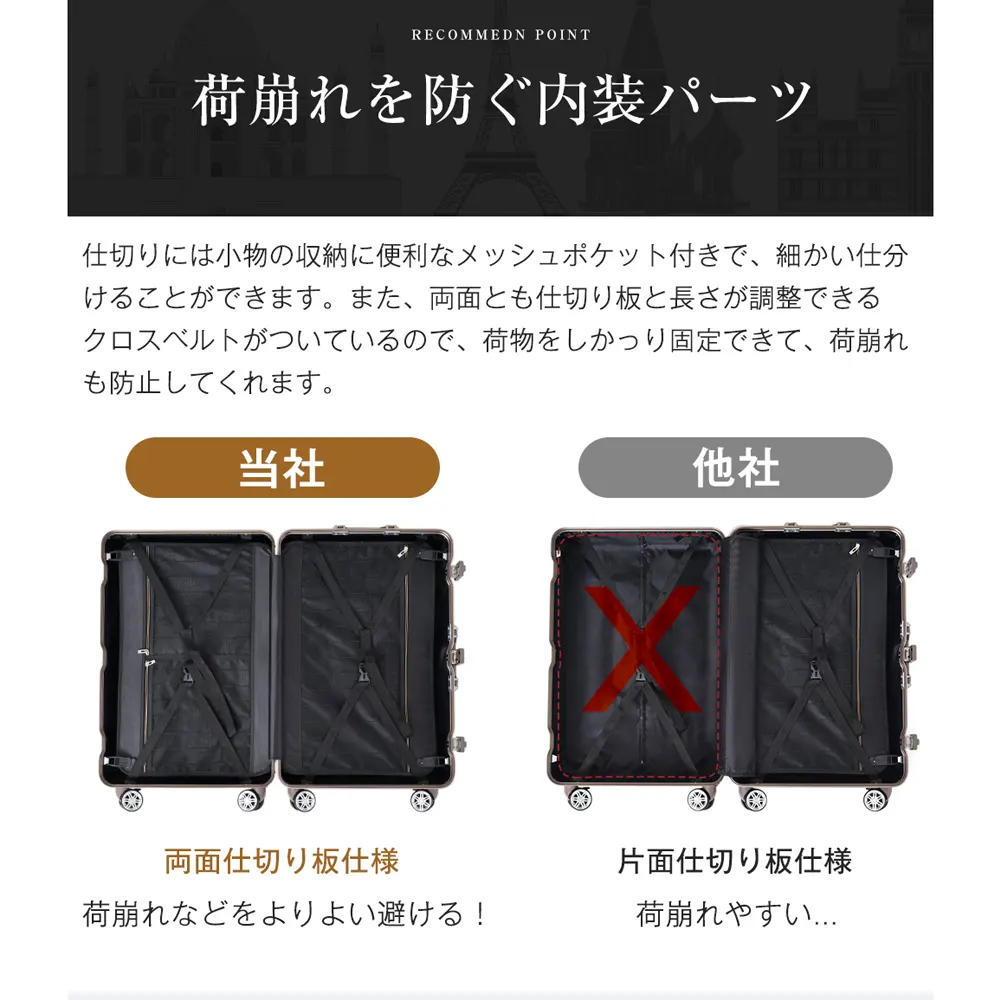 RECOMMEDN POINT
荷崩れを防ぐ内装パーツ
仕切りには小物の収納に便利なメッシュポケット付きで、細かい仕分
けることができます。また、両面とも仕切り板と長さが調整できる
クロスベルトがついているので、荷物をしかっり固定できて、荷崩れ
も防止してくれます。
当社
他社
両面仕切り板仕様
片面仕切り板仕様
荷崩れなどをよりよい避ける！
荷崩れやすい...